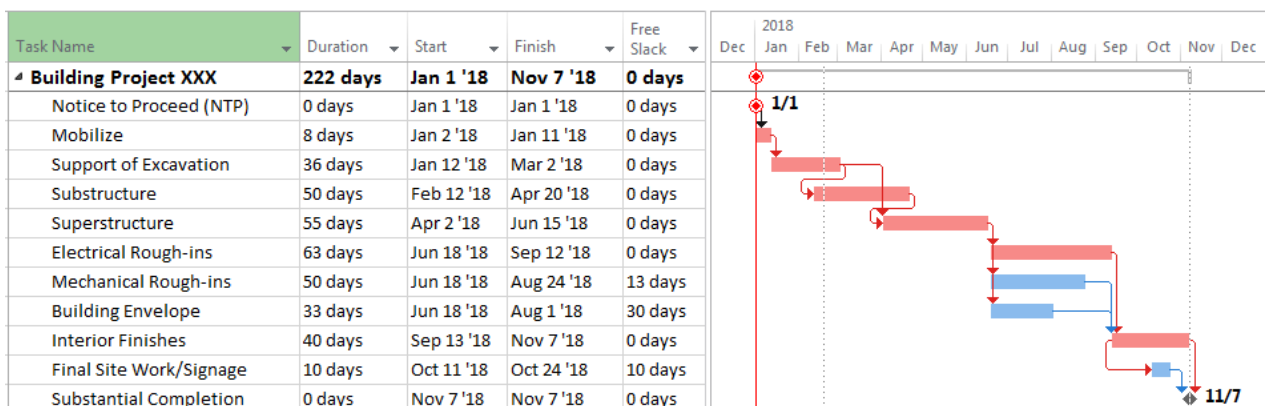 2018
Free
Task Name Duration Start Finish Slack Dec Jan Feb Mar Apr May Jun Jul Aug Sep Oct Nov Dec
Building Project XXX 222 days Jan 1 '18 Nov 7 '18 0 days
Notice to Proceed (NTP) 0 days Jan 1 '18 Jan 1 '18 0 days 1/1
Mobilize 8 days Jan 2 '18 Jan 11 '18 0 days
Support of Excavation 36 days Jan 12 '18 Mar 2 '18 0 days
Substructure 50 days Feb 12 '18 Apr 20 '18 0 days
Superstructure 55 days Apr 2 '18 Jun 15 '18 0 days
Electrical Rough-ins 63 days Jun 18 '18 Sep 12 '18 0 days
Mechanical Rough-ins 50 days Jun 18 '18 Aug 24 '18 13 days
Building Envelope 33 days Jun 18 '18 Aug 1 '18 30 days
Interior Finishes 40 days Sep 13 '18 Nov 7 '18 0 days
Final Site Work/Signage 10 days Oct 11 '18 Oct 24 '18 10 days
Substantial Completion 0 days Nov 7 '18 Nov 7 '18 0 days 11/7